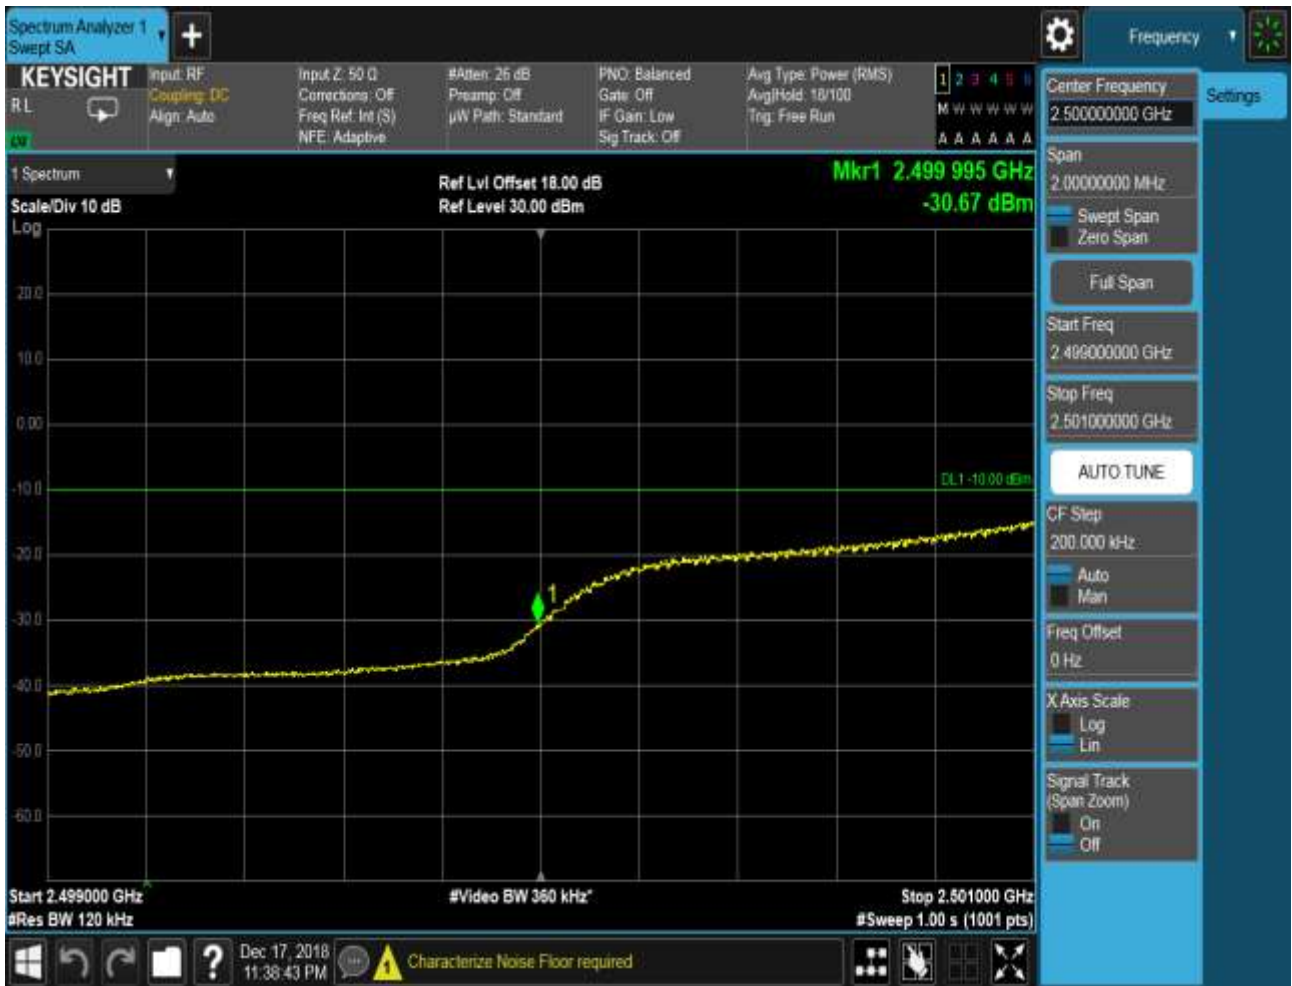 Spectrum Analyzer 1
Swept SA
+
Frequency
KEYSIGHT
R L
Input: RF
Coupling: DC
Align: Auto
Input Z: 50 Ω
Corrections: Off
Freq Ref: Int (S)
NFE: Adaptive
#Atten: 26 dB
Preamp: Off
µW Path: Standard
PNO: Balanced
Gate: Off
IF Gain: Low
Sig Track: Off
Avg Type: Power (RMS)
Avg|Hold: 18/100
Trig: Free Run
1 2 3 4 5 6
M W W W W W
A A A A A A
1 Spectrum
Scale/Div 10 dB
Log
Ref Lvl Offset 18.00 dB
Ref Level 30.00 dBm
Mkr1 2.499 995 GHz
-30.67 dBm
20.0
10.0
0.00
-10.0
-20.0
-30.0
-40.0
-50.0
-60.0
DL1 -10.00 dBm
1
Start 2.499000 GHz
#Res BW 120 kHz
#Video BW 360 kHz*
Stop 2.501000 GHz
#Sweep 1.00 s (1001 pts)
Center Frequency
2.500000000 GHz
Settings
Span
2.00000000 MHz
Swept Span
Zero Span
Full Span
Start Freq
2.499000000 GHz
Stop Freq
2.501000000 GHz
AUTO TUNE
CF Step
200.000 kHz
Auto
Man
Freq Offset
0 Hz
X Axis Scale
Log
Lin
Signal Track
(Span Zoom)
On
Off
?
Dec 17, 2018
11:38:43 PM
1
Characterize Noise Floor required